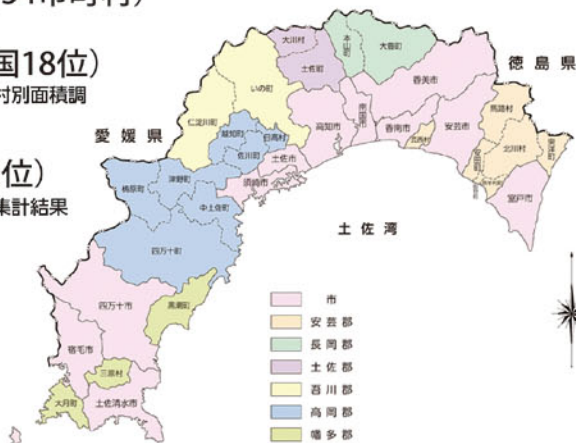 34市町村）
国18位）
村別面積調
位）
集計結果
愛媛県
徳島県
土佐湾
大川村
土佐町
本山町
大豊町
いの町
仁淀川町
越知町
日高村
佐川町
土佐市
高知市
南国市
香南市
香美市
芸西村
安芸市
馬路村
北川村
東洋町
安田町
室戸市
須崎市
津野町
梼原町
中土佐町
四万十町
四万十市
黒潮町
宿毛市
三原村
大月町
土佐清水市
市
安芸郡
長岡郡
土佐郡
吾川郡
高岡郡
幡多郡